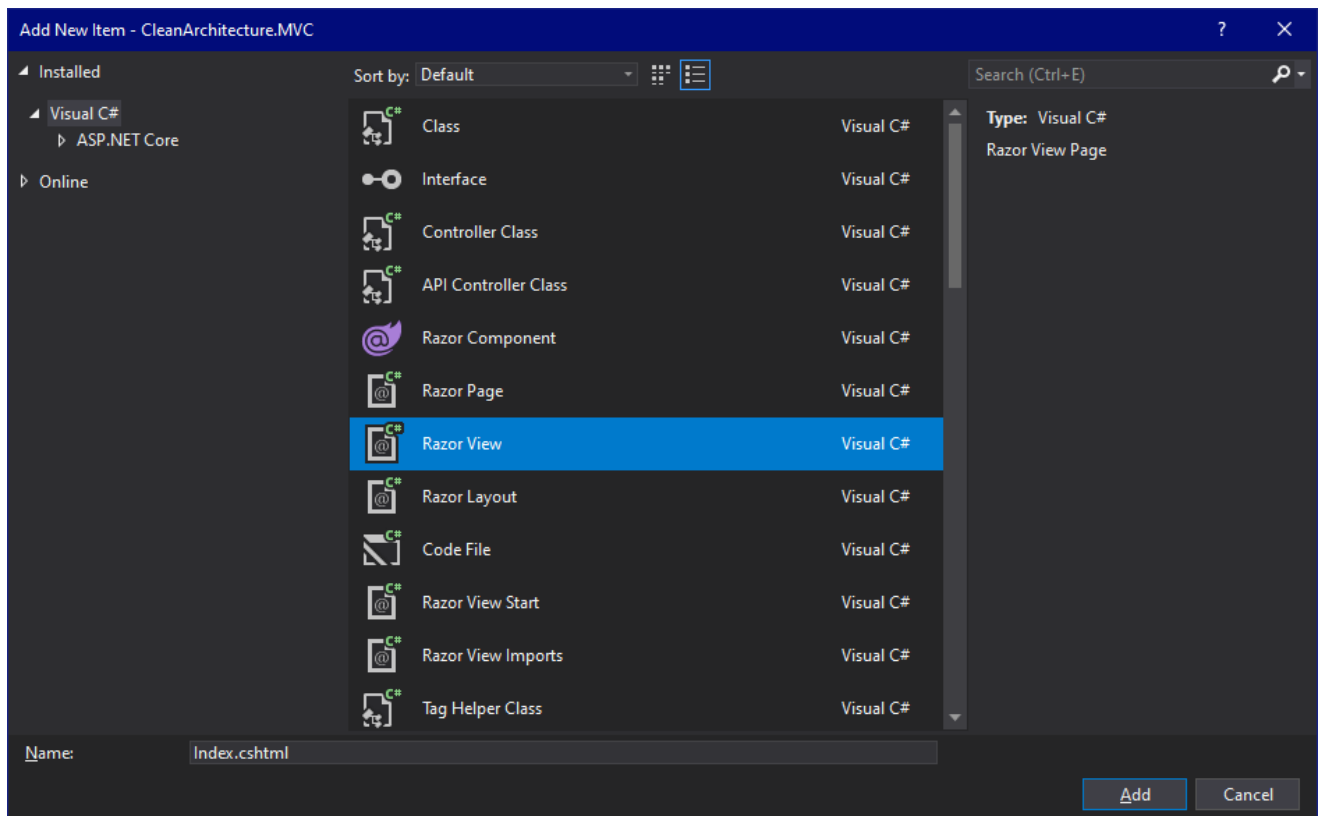 Add New Item - CleanArchitecture.MVC ?
Installed
Visual C#
ASP.NET Core
Online
Sort by: Default
Search (Ctrl+E)
C# Class Visual C#
Interface Visual C#
C# Controller Class Visual C#
C# API Controller Class Visual C#
@ Razor Component Visual C#
C# @ Razor Page Visual C#
C# @ Razor View Visual C#
C# @ Razor Layout Visual C#
C# Code File Visual C#
C# @ Razor View Start Visual C#
C# @ Razor View Imports Visual C#
C# Tag Helper Class Visual C#
Type: Visual C#
Razor View Page
Name: Index.cshtml
Add Cancel